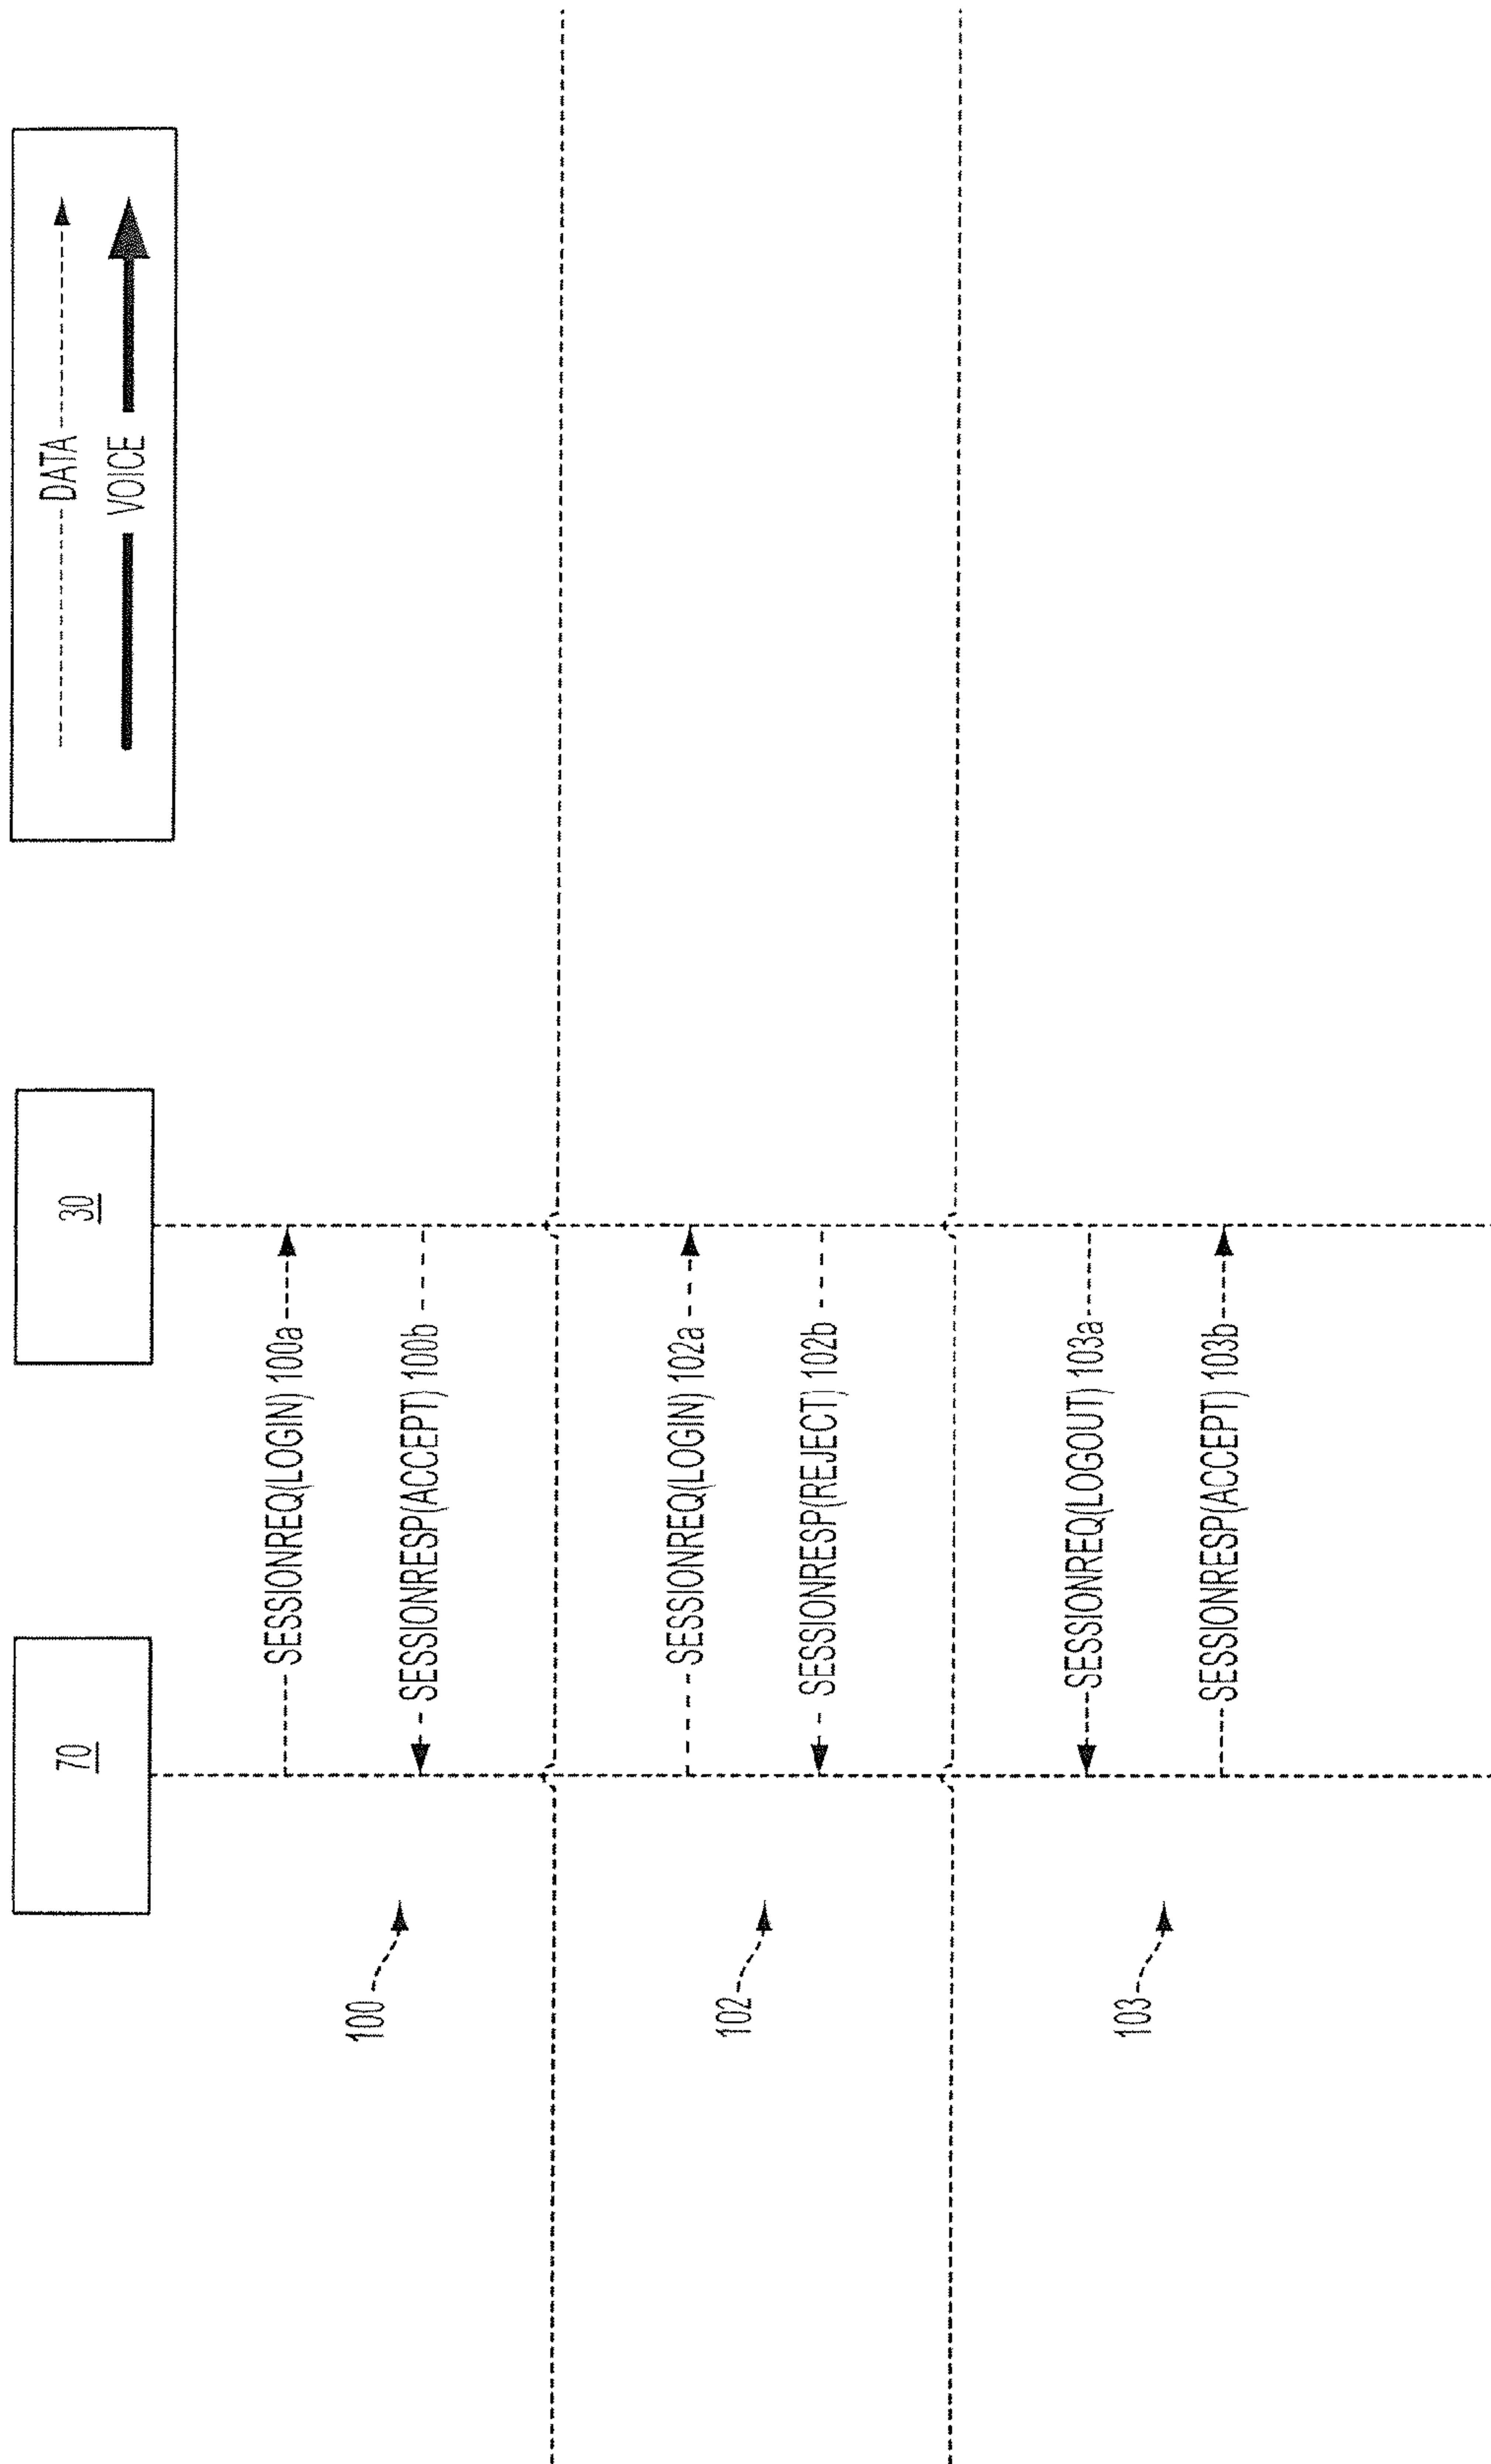 70
30
DATA
VOICE
100
SESSIONREQ(LOGIN) 100a
SESSIONRESP(ACCEPT) 100b
102
SESSIONREQ(LOGIN) 102a
SESSIONRESP(REJECT) 102b
103
SESSIONREQ(LOGOUT) 103a
SESSIONRESP(ACCEPT) 103b